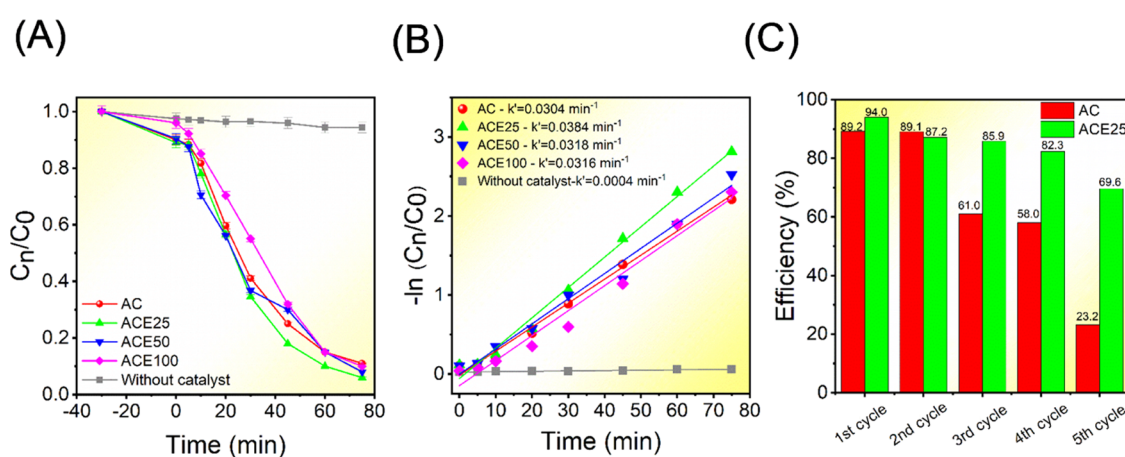 (A)
1.0
0.8
0.6
0.4
0.2
0.0
Cn/C0
AC
ACE25
ACE50
ACE100
Without catalyst
-40 -20 0 20 40 60 80
Time (min)
(B)
AC - k'=0.0304 min⁻¹
ACE25 - k'=0.0384 min⁻¹
ACE50 - k'=0.0318 min⁻¹
ACE100 - k'=0.0316 min⁻¹
Without catalyst-k'=0.0004 min⁻¹
3
2
1
0
-ln (Cn/C0)
0 10 20 30 40 50 60 70 80
Time (min)
(C)
100
80
60
40
20
0
Efficiency (%)
AC
ACE25
89.2 94.0 89.1 87.2 61.0 85.9 58.0 82.3 23.2 69.6
1st cycle 2nd cycle 3rd cycle 4th cycle 5th cycle